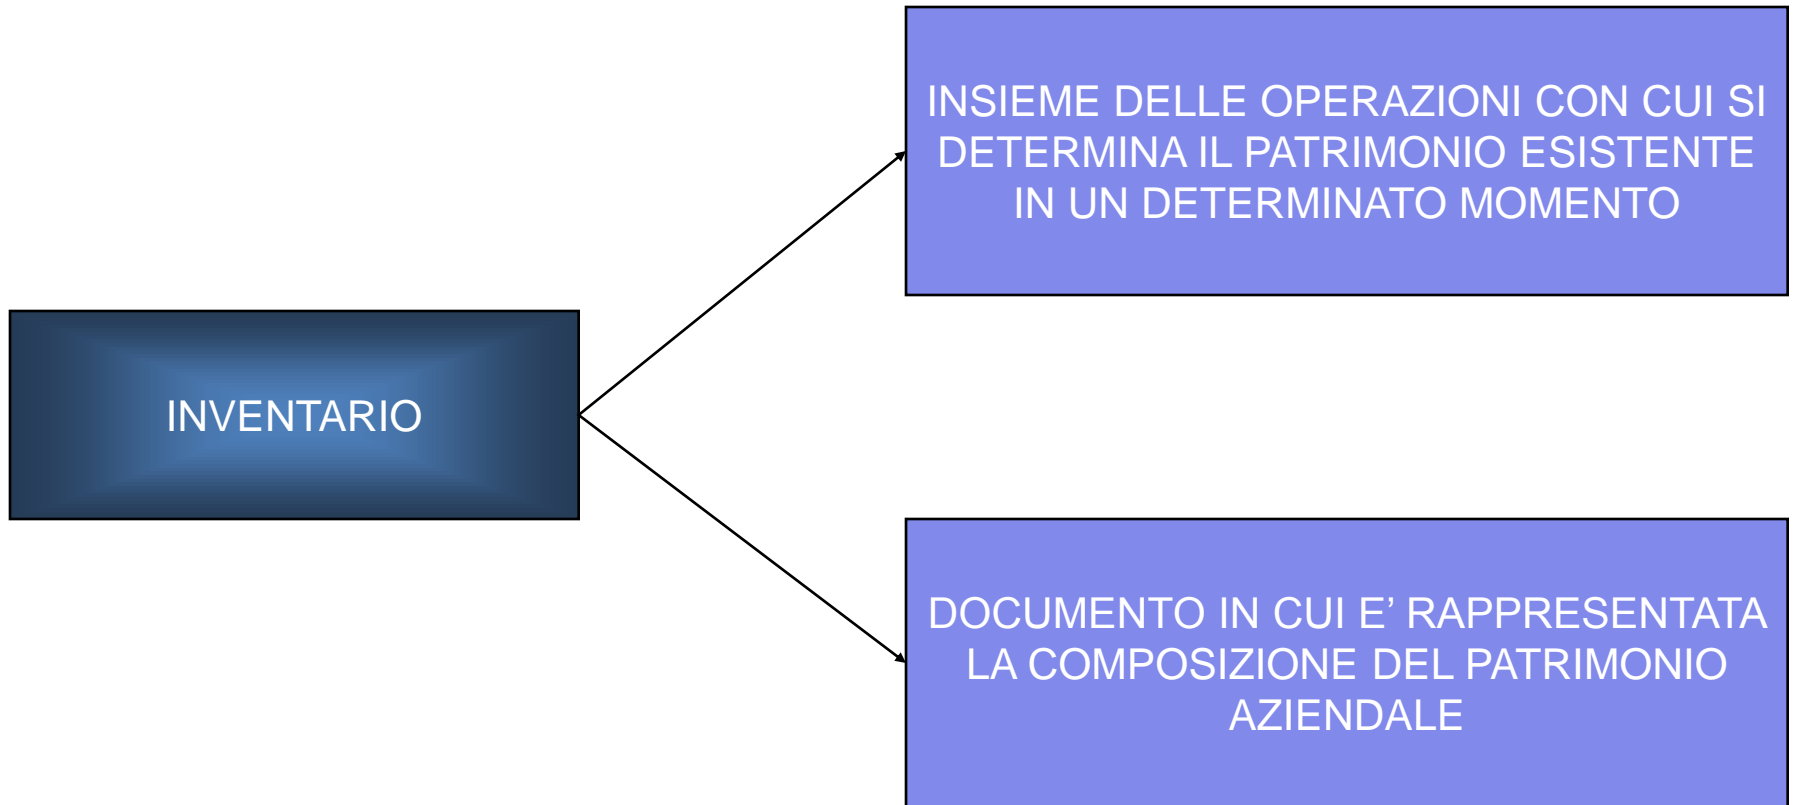 INSIEME DELLE OPERAZIONI CON CUI SI
DETERMINA IL PATRIMONIO ESISTENTE
IN UN DETERMINATO MOMENTO
INVENTARIO
DOCUMENTO IN CUI E’ RAPPRESENTATA
LA COMPOSIZIONE DEL PATRIMONIO
AZIENDALE